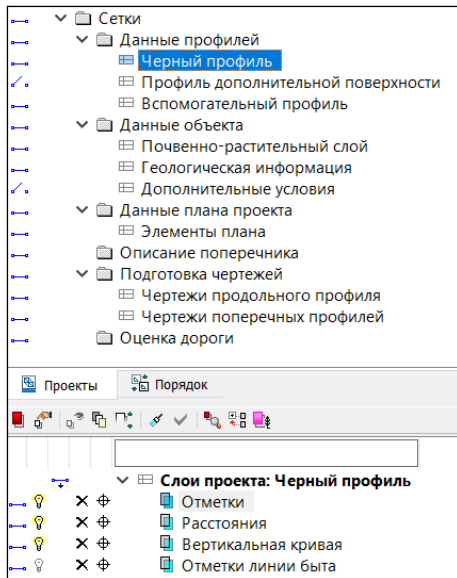 Сетки
Данные профилей
Черный профиль
Профиль дополнительной поверхности
Вспомогательный профиль
Данные объекта
Почвенно-растительный слой
Геологическая информация
Дополнительные условия
Данные плана проекта
Элементы плана
Описание поперечника
Подготовка чертежей
Чертежи продольного профиля
Чертежи поперечных профилей
Оценка дороги
Проекты Порядок
Слои проекта: Черный профиль
Отметки
Расстояния
Вертикальная кривая
Отметки линии быта